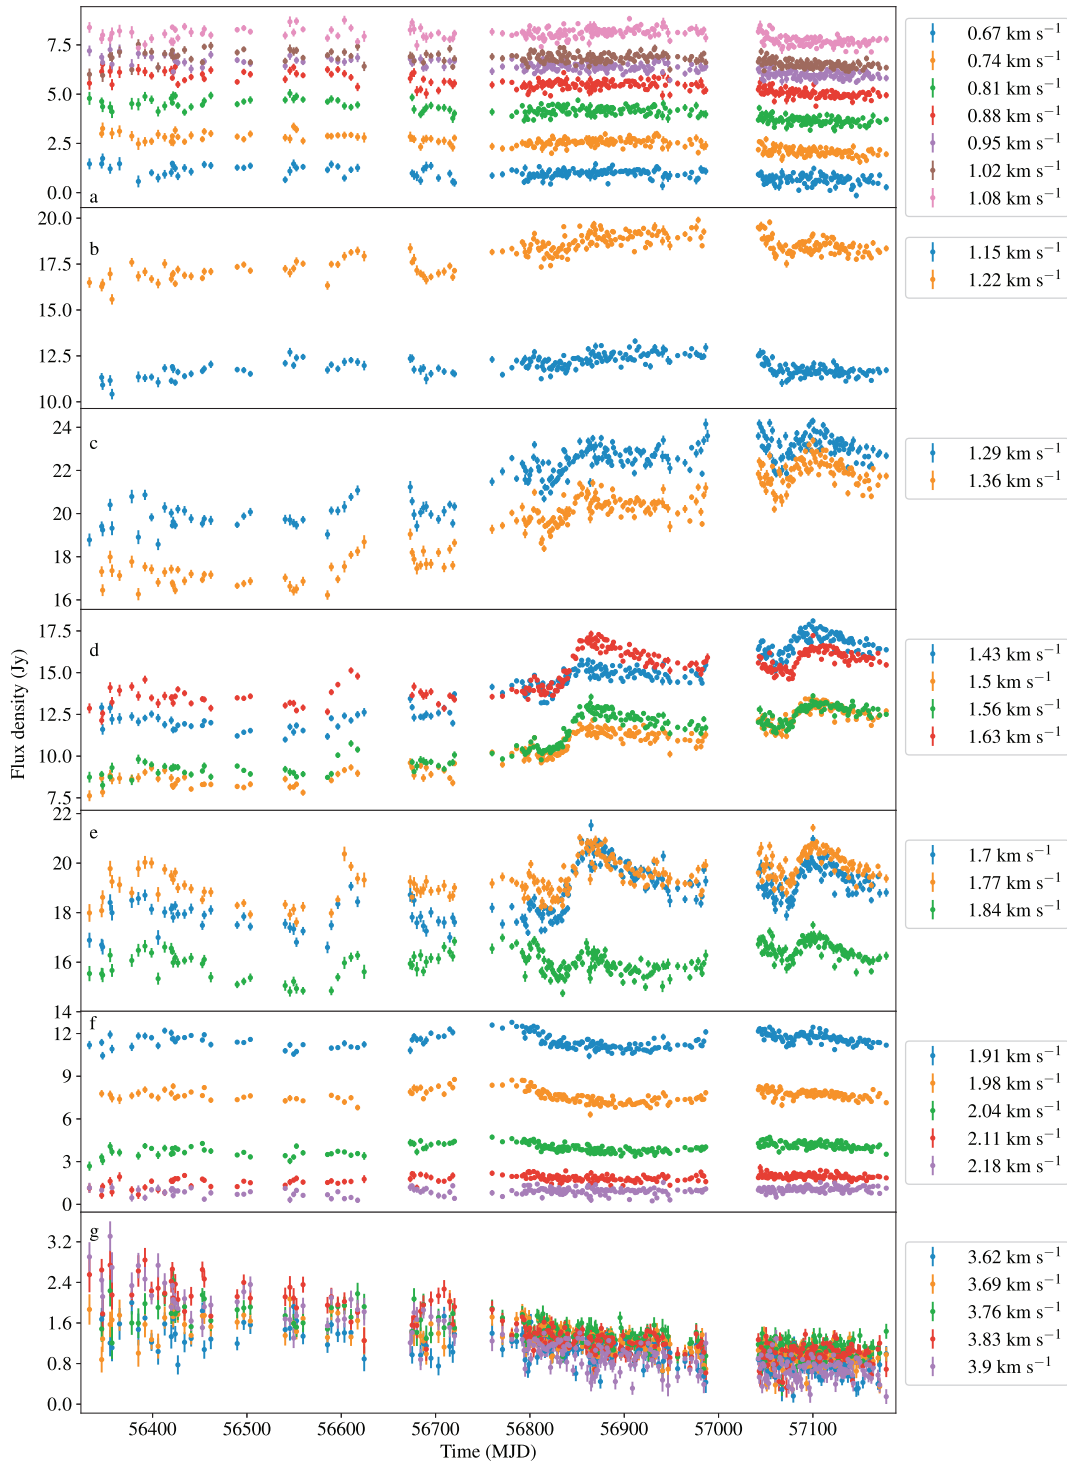 7.5
5.0
2.5
0.0
a
0.67 km s⁻¹
0.74 km s⁻¹
0.81 km s⁻¹
0.88 km s⁻¹
0.95 km s⁻¹
1.02 km s⁻¹
1.08 km s⁻¹
20.0
17.5
15.0
12.5
10.0
b
1.15 km s⁻¹
1.22 km s⁻¹
24
22
20
18
16
c
1.29 km s⁻¹
1.36 km s⁻¹
17.5
15.0
12.5
10.0
7.5
d
1.43 km s⁻¹
1.5 km s⁻¹
1.56 km s⁻¹
1.63 km s⁻¹
Flux density (Jy)
22
20
18
16
14
e
1.7 km s⁻¹
1.77 km s⁻¹
1.84 km s⁻¹
12
9
6
3
0
f
1.91 km s⁻¹
1.98 km s⁻¹
2.04 km s⁻¹
2.11 km s⁻¹
2.18 km s⁻¹
3.2
2.4
1.6
0.8
0.0
g
3.62 km s⁻¹
3.69 km s⁻¹
3.76 km s⁻¹
3.83 km s⁻¹
3.9 km s⁻¹
56400 56500 56600 56700 56800 56900 57000 57100
Time (MJD)